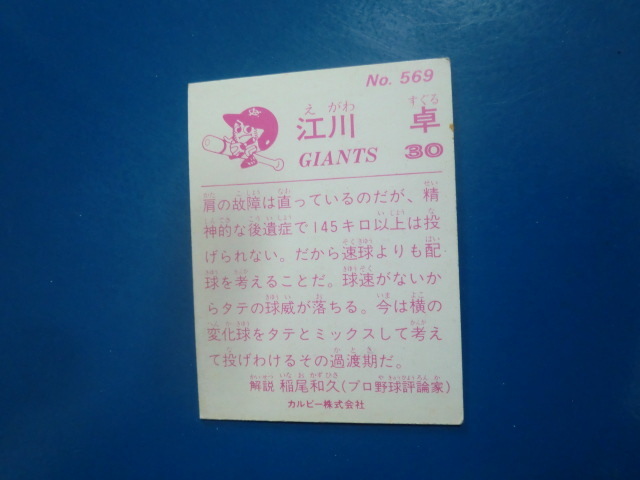 No. 569
えがわ すぐる
江川 卓
GIANTS 30
肩の故障は直っているのだが、精
神的な後遺症で145キロ以上は投
げられない。だから速球よりも配
球を考えることだ。球速がないか
らタテの球威が落ちる。今は横の
変化球をタテとミックスして考え
て投げわけるその過渡期だ。
解説 稲尾和久(プロ野球評論家)
カルビー株式会社